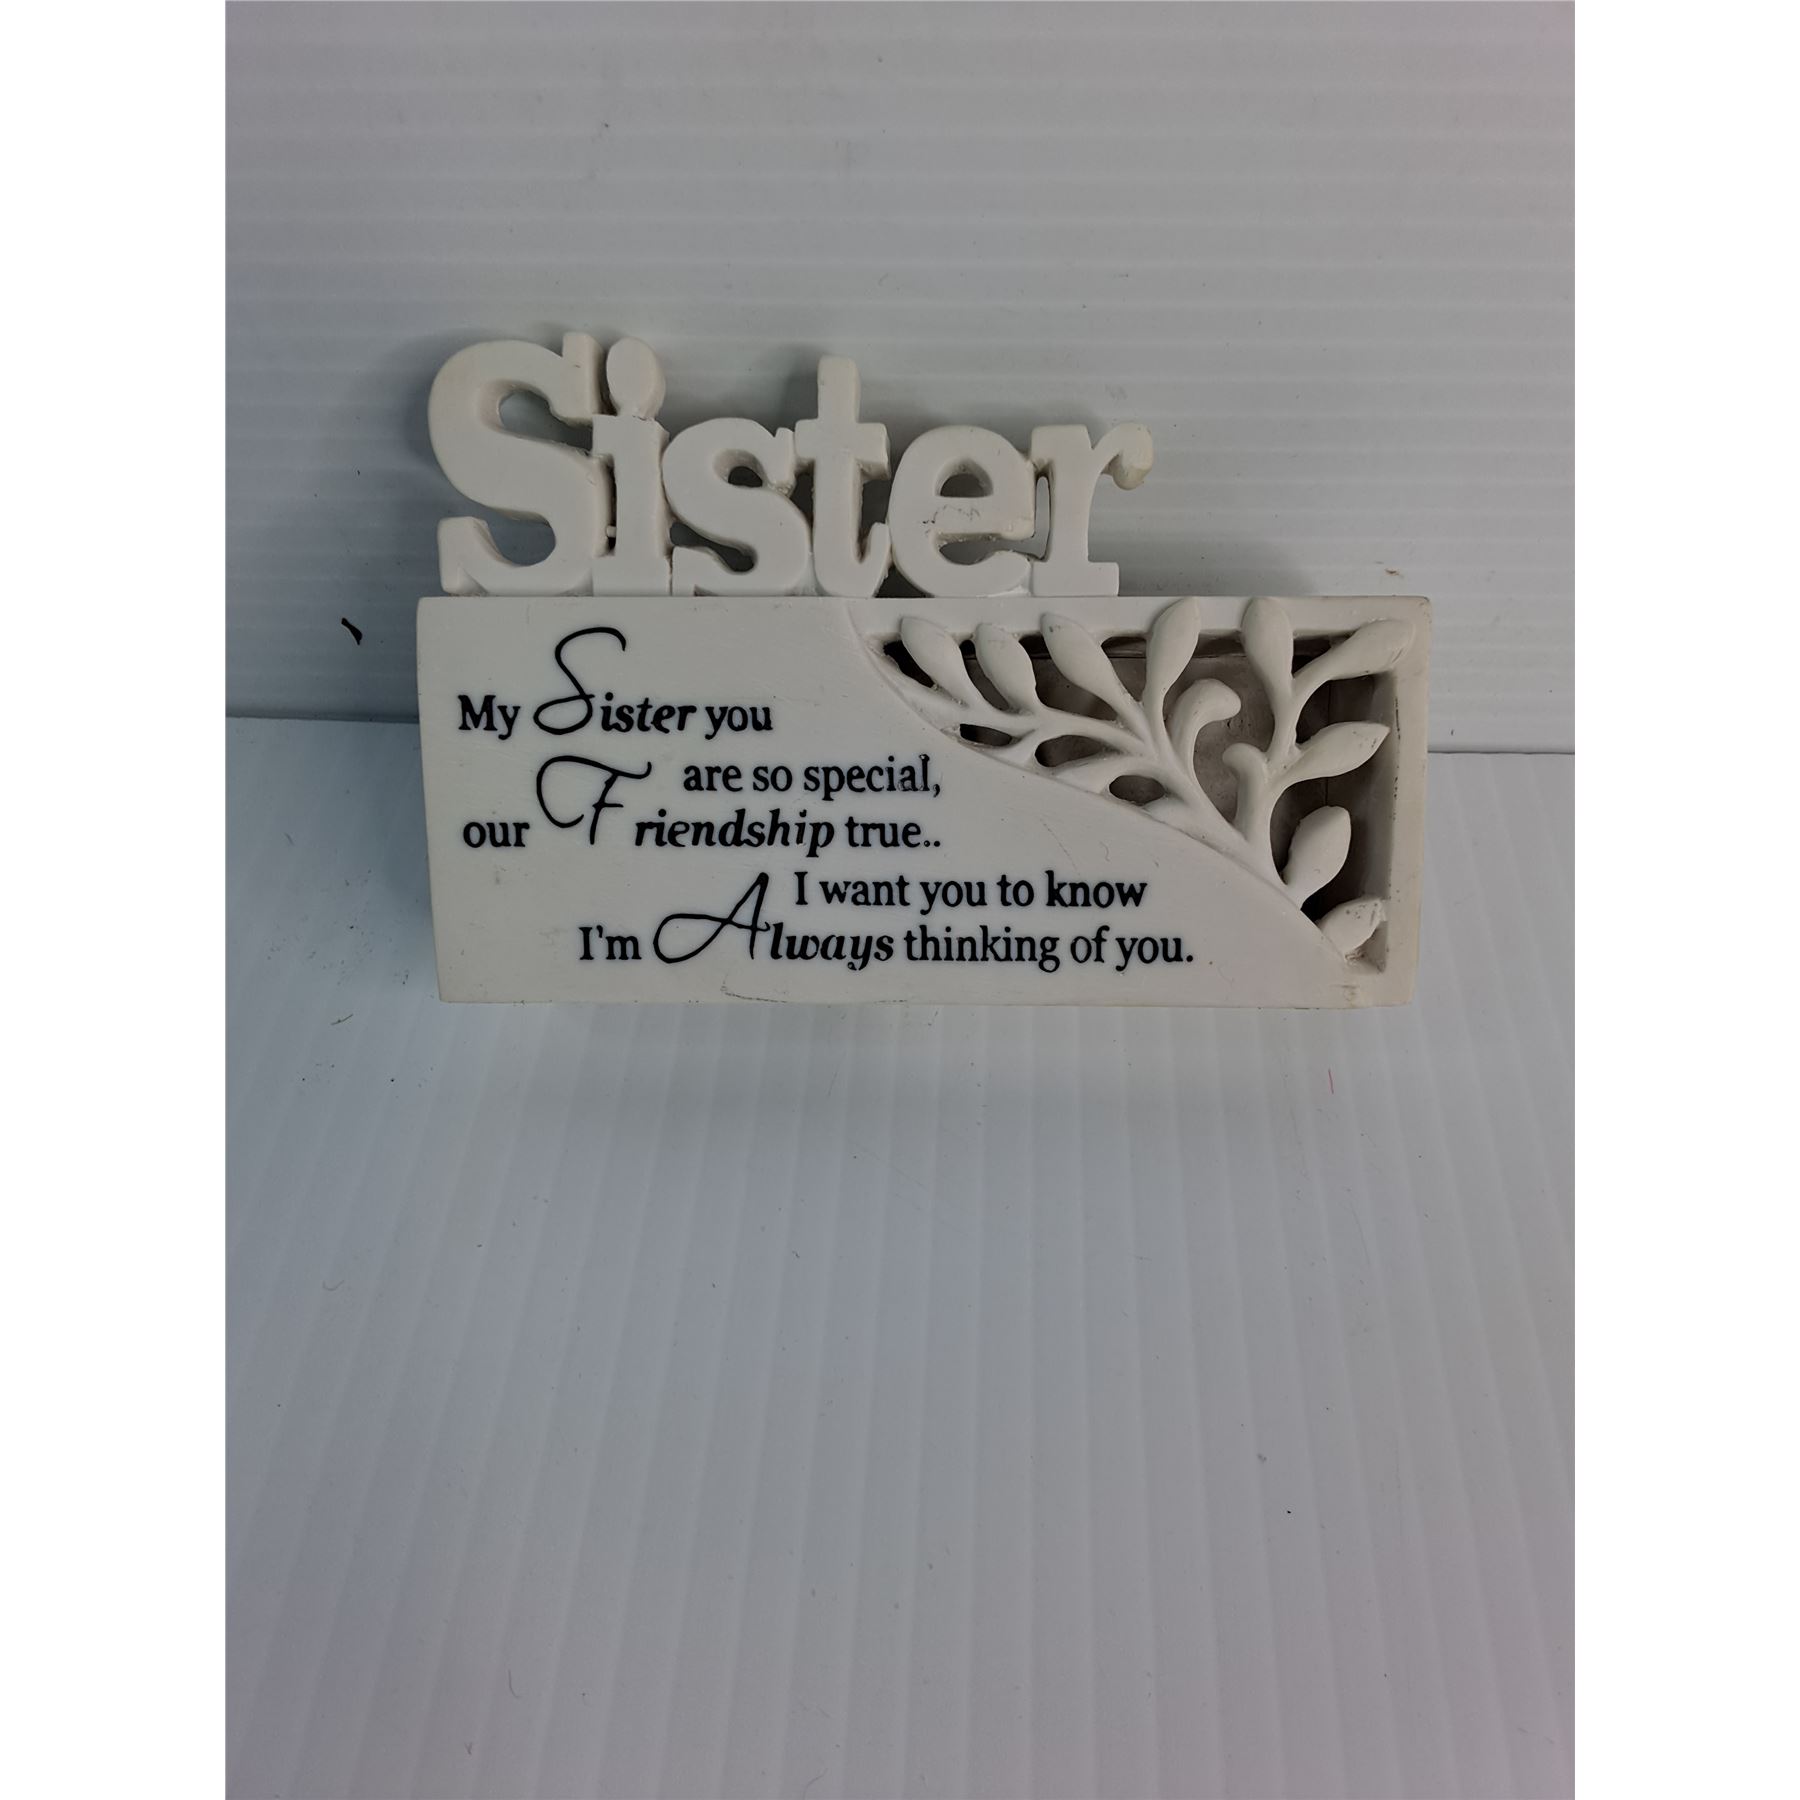 Sister
My Sister you
are so special,
our Friendship true..
I want you to know
I'm Always thinking of you.